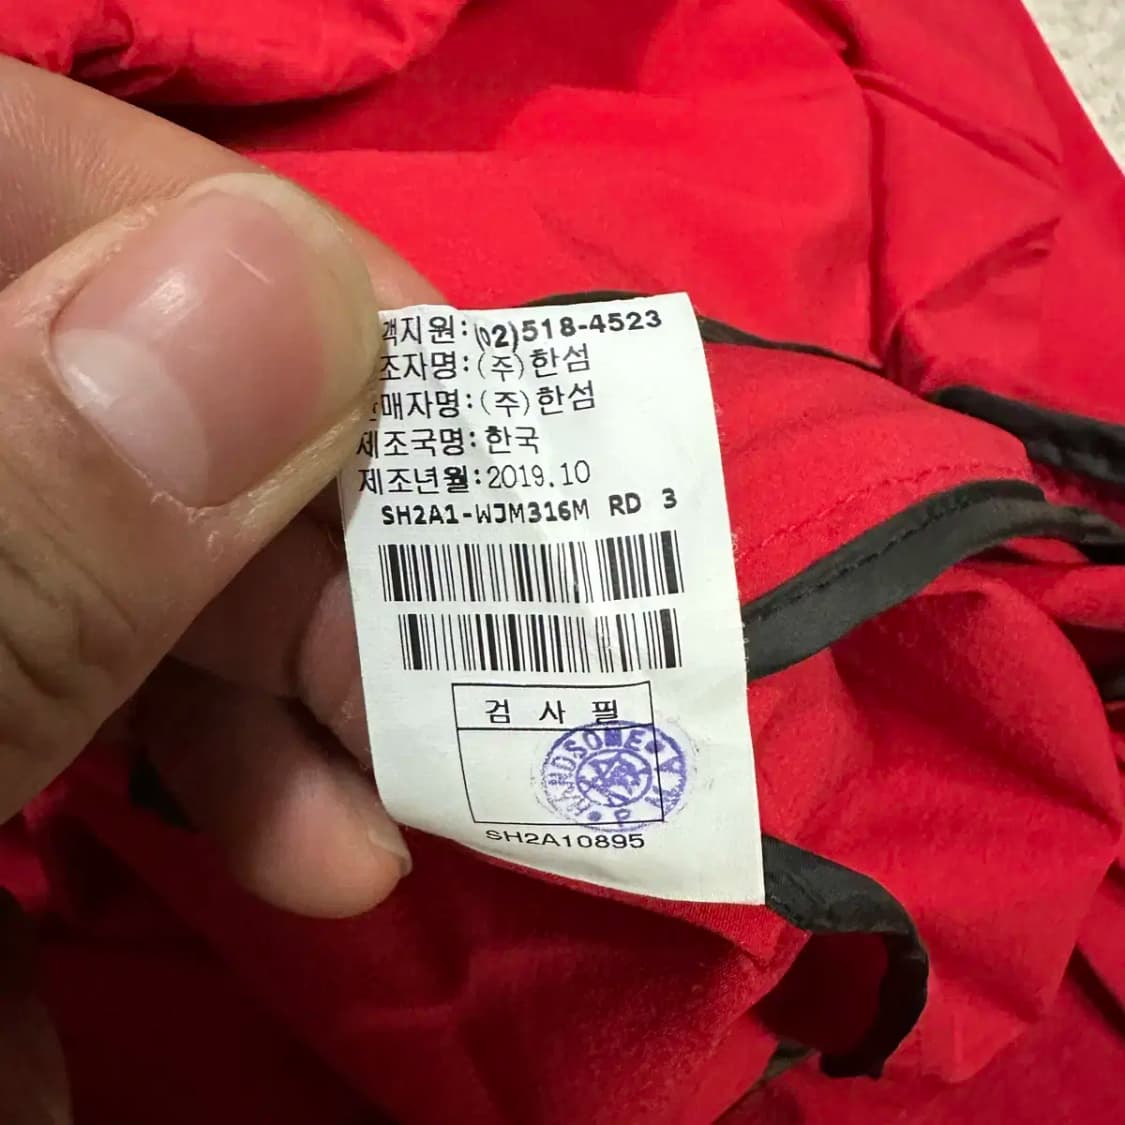 객지원:(02)518-4523
조자명:(주)한섬
매자명:(주)한섬
제조국명:한국
제조년월:2019.10
SH2A1-WJM316M RD 3
검 사 필
HANDSOME
SH2A10895